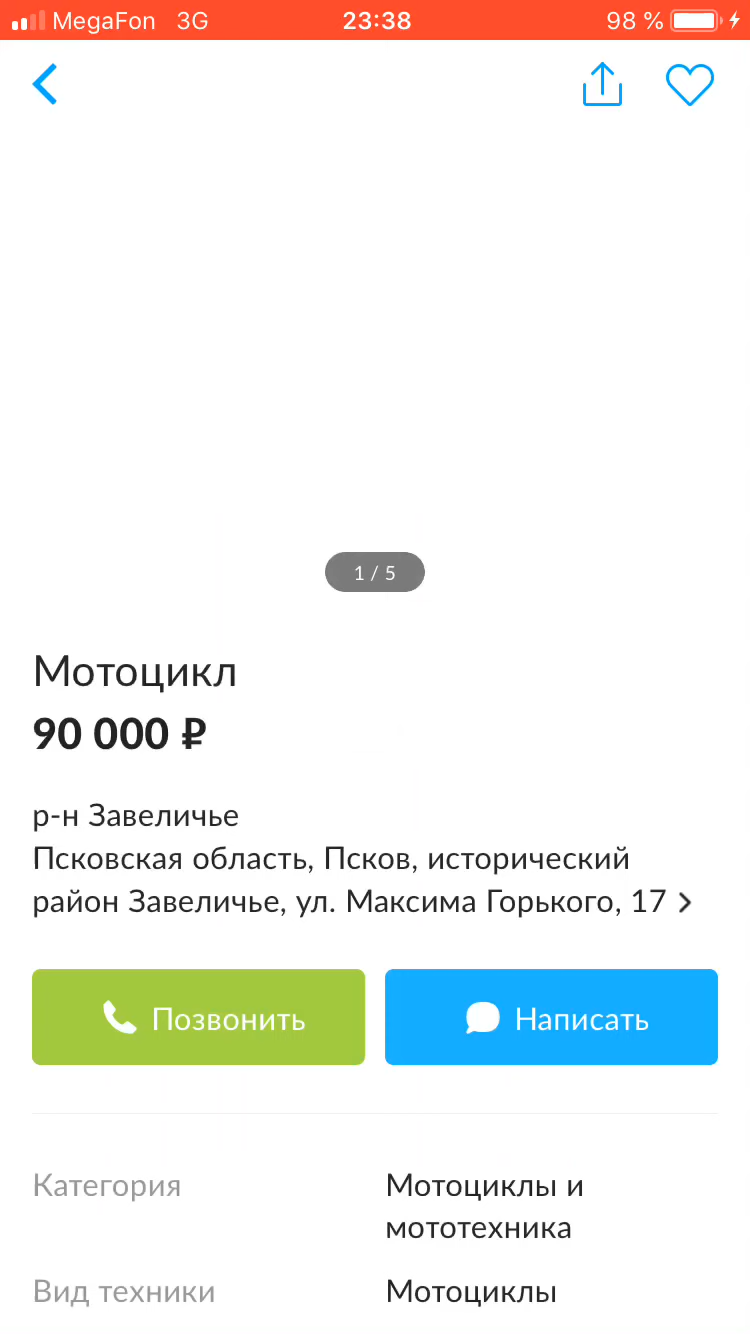 MegaFon 3G 23:38 98 %
1 / 5
Мотоцикл
90 000 ₽
р-н Завеличье
Псковская область, Псков, исторический
район Завеличье, ул. Максима Горького, 17
Позвонить Написать
Категория Мотоциклы и
мототехника
Вид техники Мотоциклы